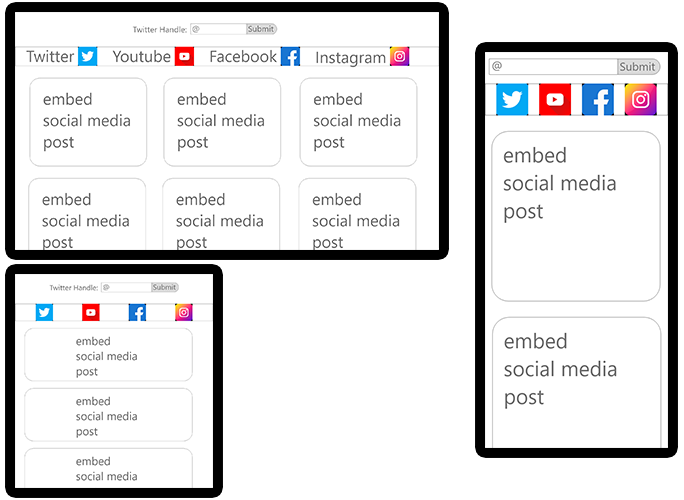 Twitter Handle: @ Submit
Twitter Youtube Facebook Instagram
embed
social media
post
embed
social media
post
embed
social media
post
embed
social media
post
embed
social media
post
embed
social media
post
Twitter Handle: @ Submit
embed
social media
post
embed
social media
post
embed
social media
@ Submit
embed
social media
post
embed
social media
post